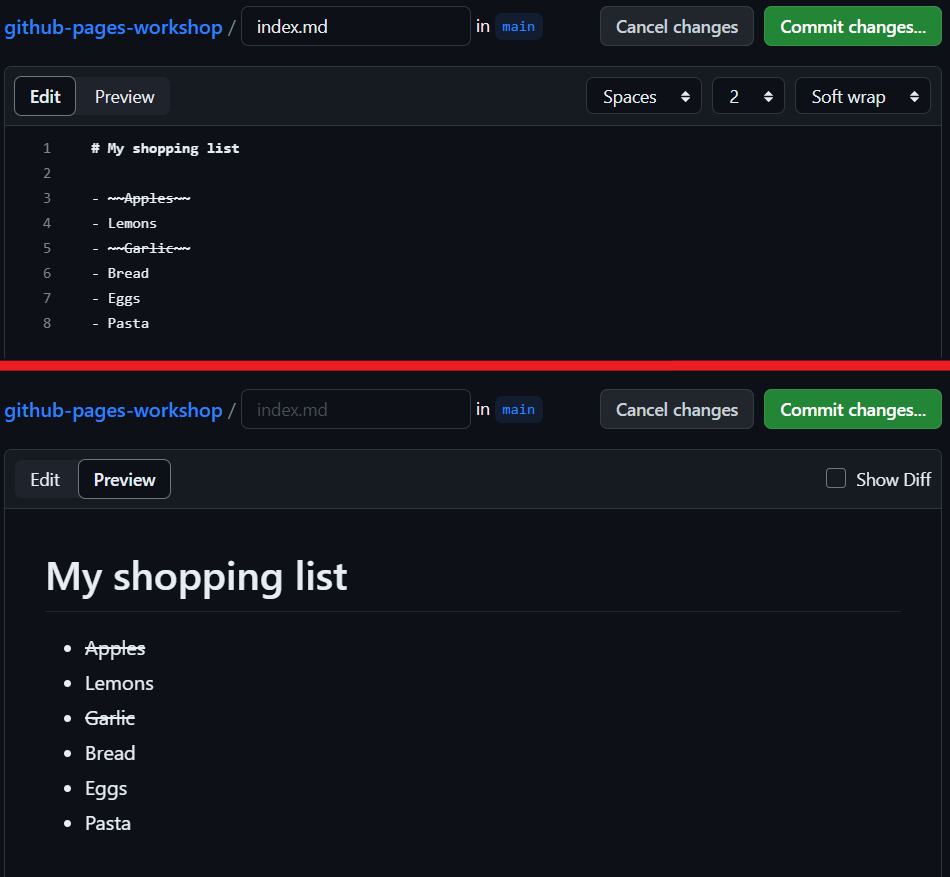 github-pages-workshop / index.md in main Cancel changes Commit changes...
Edit Preview Spaces 2 Soft wrap
1 # My shopping list
2
3 - ~~Apples~~
4 - Lemons
5 - ~~Garlic~~
6 - Bread
7 - Eggs
8 - Pasta
github-pages-workshop / index.md in main Cancel changes Commit changes...
Edit Preview Show Diff
My shopping list
• Apples
• Lemons
• Garlic
• Bread
• Eggs
• Pasta